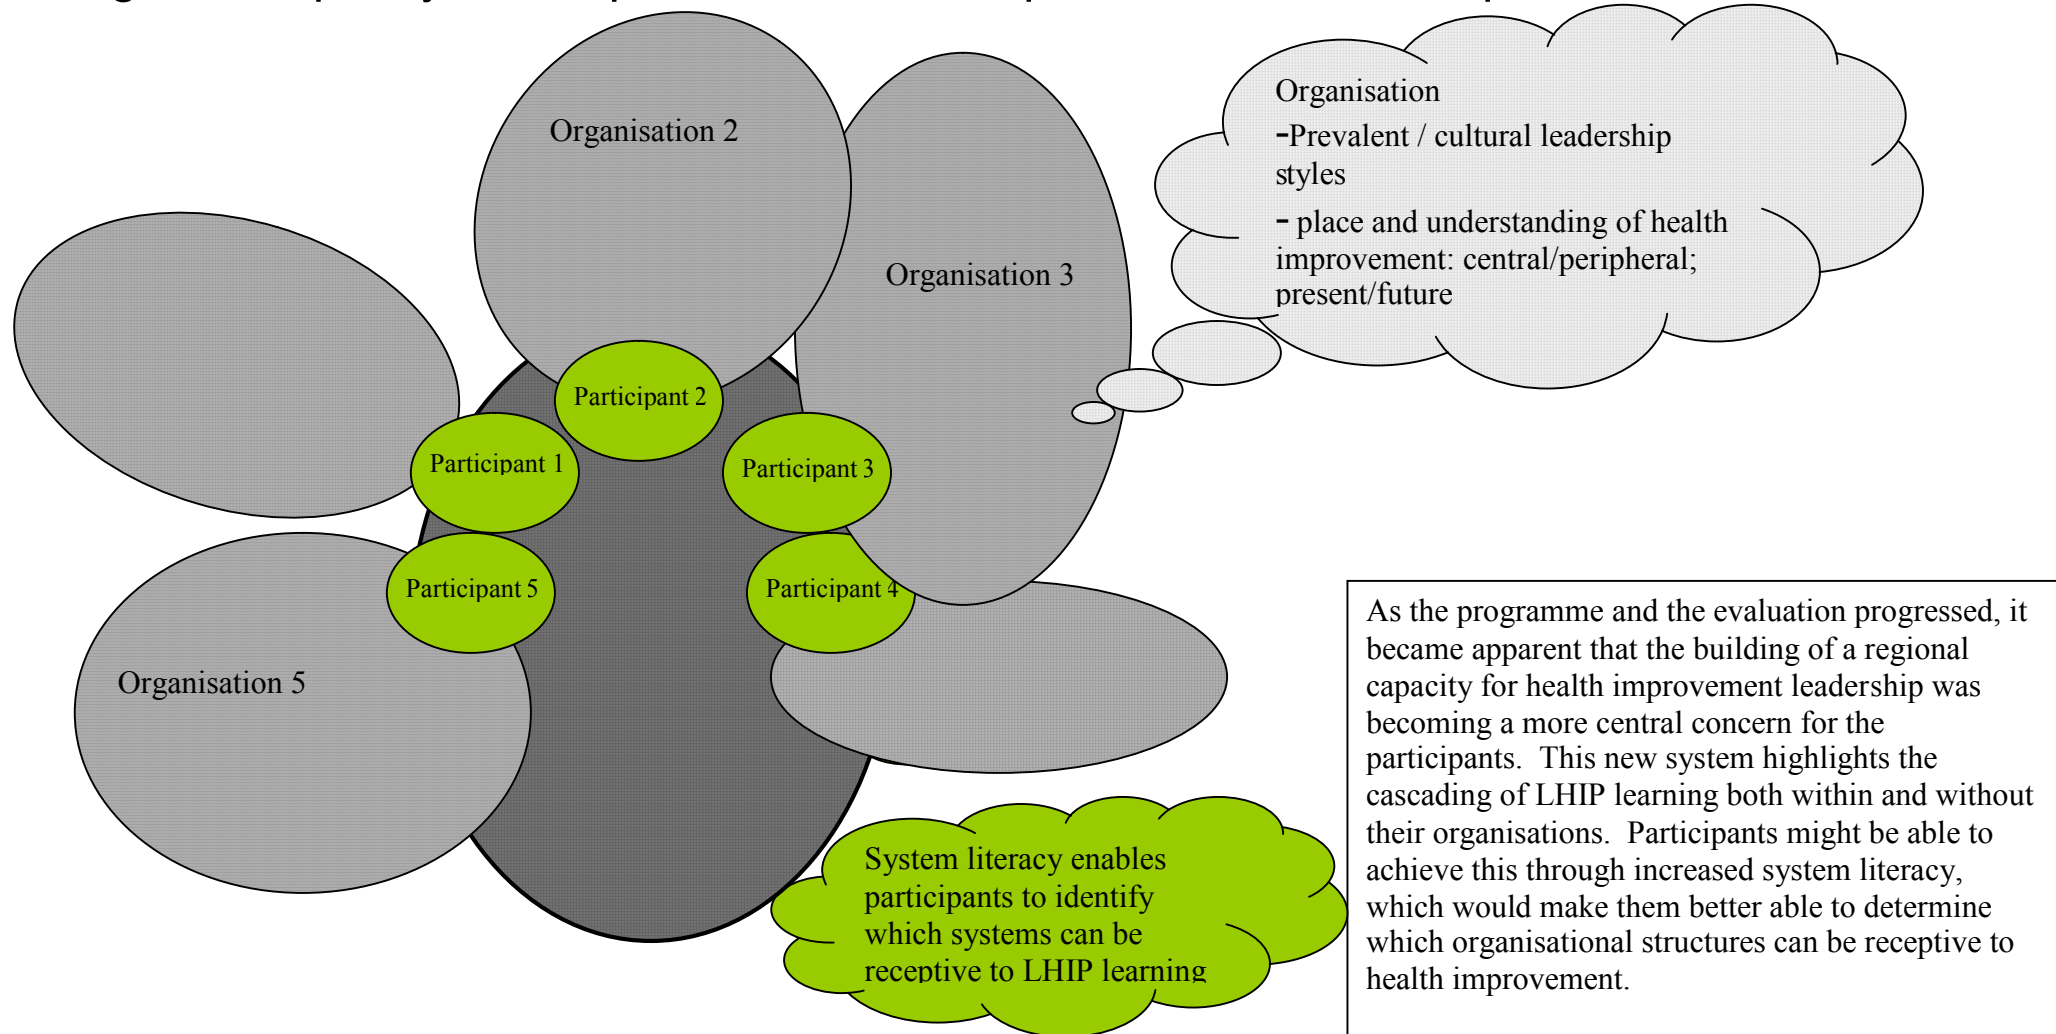 Organisation 2
Organisation
-Prevalent / cultural leadership
styles
- place and understanding of health
improvement: central/peripheral;
present/future
Organisation 3
Participant 2
Participant 1
Participant 3
Participant 5
Participant 4
Organisation 5
As the programme and the evaluation progressed, it
became apparent that the building of a regional
capacity for health improvement leadership was
becoming a more central concern for the
participants. This new system highlights the
cascading of LHIP learning both within and without
their organisations. Participants might be able to
achieve this through increased system literacy,
which would make them better able to determine
which organisational structures can be receptive to
health improvement.
System literacy enables
participants to identify
which systems can be
receptive to LHIP learning